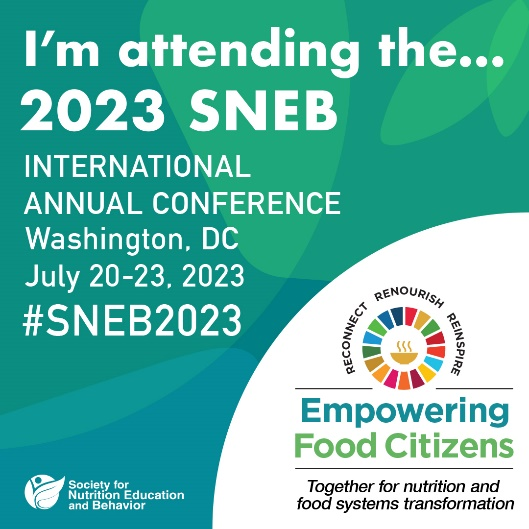 I'm attending the...
2023 SNEB
INTERNATIONAL
ANNUAL CONFERENCE
Washington, DC
July 20-23, 2023
#SNEB2023
RECONNECT RENOURISH REINSPIRE
Empowering
Food Citizens
Together for nutrition and
food systems transformation
Society for
Nutrition Education
and Behavior